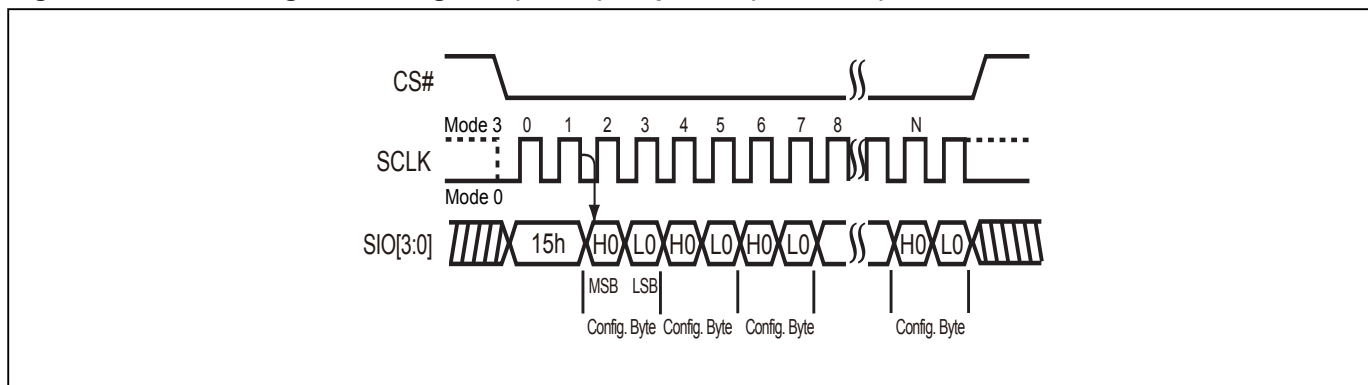 CS#
Mode 3 0 1 2 3 4 5 6 7 8 N
SCLK
Mode 0
SIO[3:0] 15h H0 L0 H0 L0 H0 L0 H0 L0
MSB LSB
Config. Byte Config. Byte Config. Byte Config. Byte